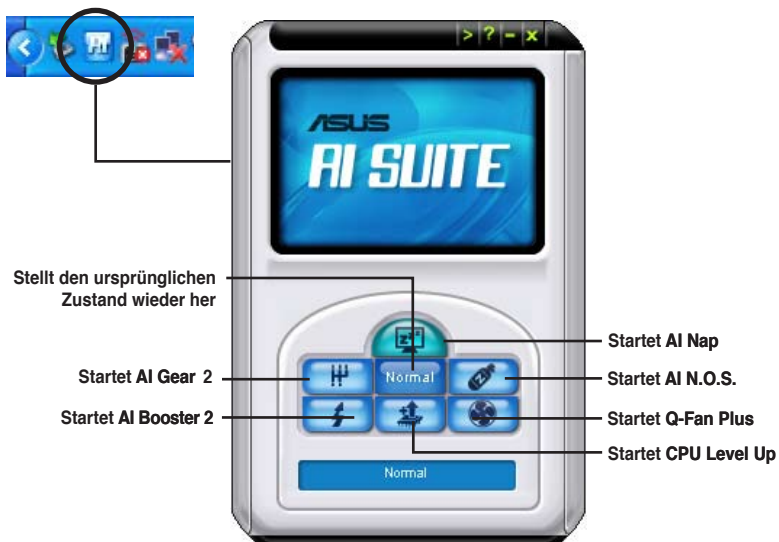 > ? - x
ASUS
AI SUITE
Stellt den ursprünglichen
Zustand wieder her
Startet AI Nap
Startet AI Gear 2
Normal
Startet AI N.O.S.
Startet AI Booster 2
Startet Q-Fan Plus
Startet CPU Level Up
Normal